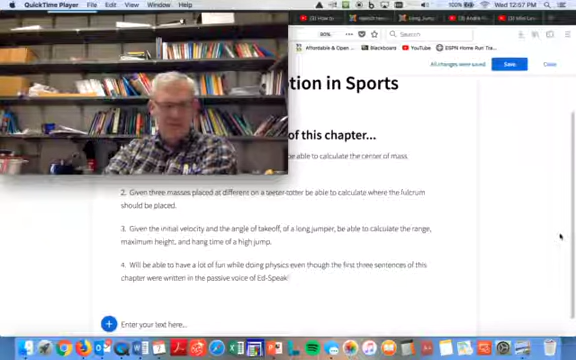 QuickTime Player File Edit View Window Help 100% Wed 12:57 PM
80% Search
Affordable & Open ... Blackboard YouTube ESPN Home Run Tra...
All changes were saved Save Close
tion in Sports
of this chapter...
be able to calculate the center of mass
2. Given three masses placed at different on a teeter-totter be able to calculate where the fulcrum
should be placed.
3. Given the initial velocity and the angle of takeoff, of a long jumper, be able to calculate the range,
maximum height, and hang time of a high jump.
4. Will be able to have a lot of fun while doing physics even though the first three sentences of this
chapter were written in the passive voice of Ed-Speak!
Enter your text here...